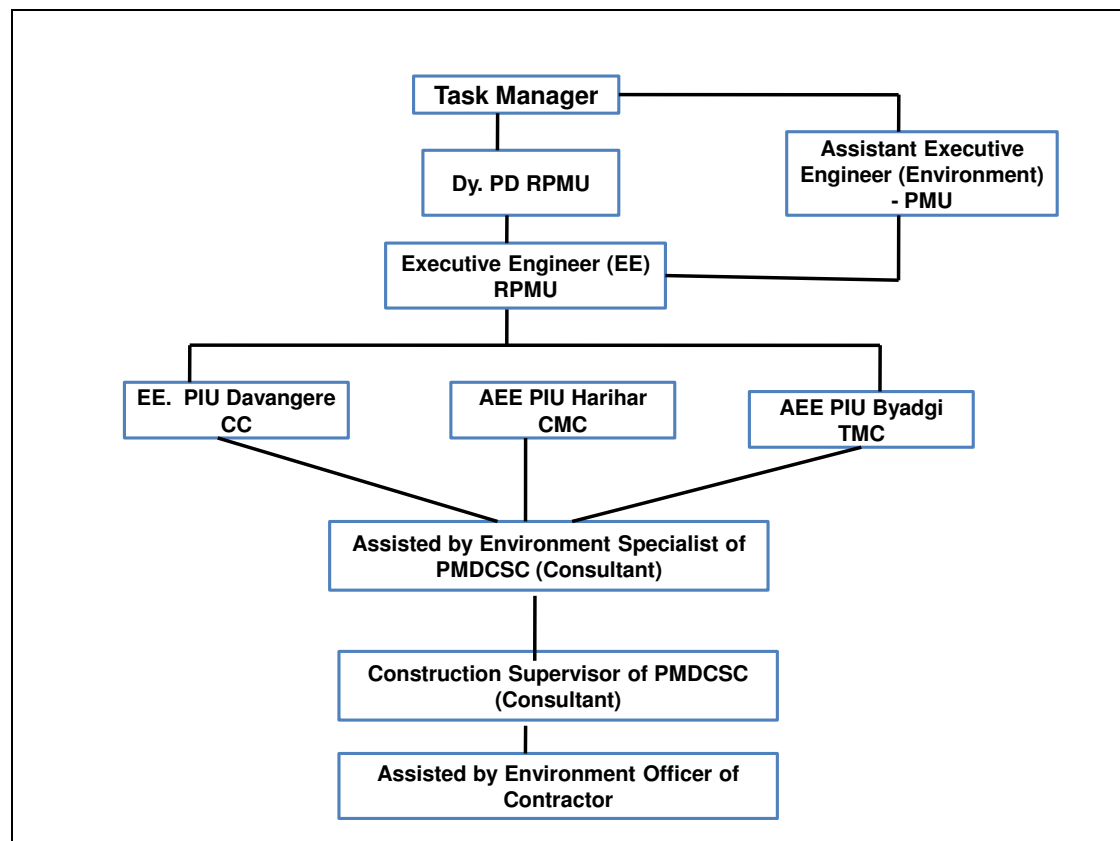 Task Manager
Assistant Executive
Engineer (Environment)
- PMU
Dy. PD RPMU
Executive Engineer (EE)
RPMU
EE.  PIU Davangere
CC
AEE PIU Harihar
CMC
AEE PIU Byadgi
TMC
Assisted by Environment Specialist of
PMDCSC (Consultant)
Construction Supervisor of PMDCSC
(Consultant)
Assisted by Environment Officer of
Contractor